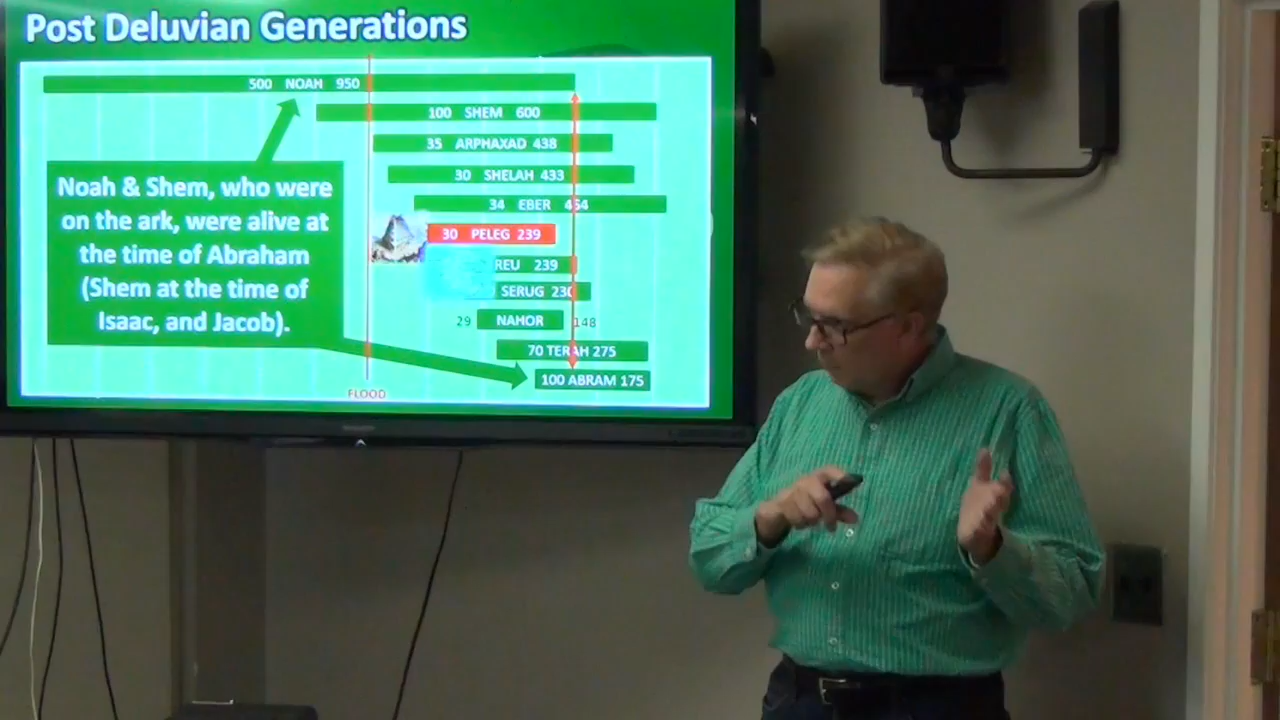 Post Deluvian Generations
500 NOAH 950
100 SHEM 600
35 ARPHAXAD 438
30 SHELAH 433
34 EBER 464
30 PELEG 239
REU 239
SERUG 230
29 NAHOR 148
70 TERAH 275
100 ABRAM 175
Noah & Shem, who were
on the ark, were alive at
the time of Abraham
(Shem at the time of
Isaac, and Jacob).
FLOOD